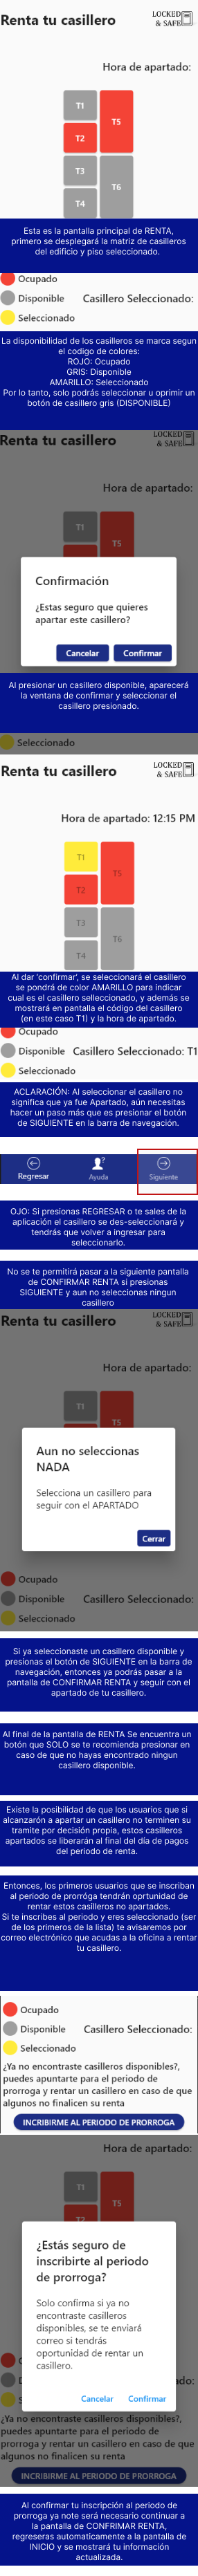 Renta tu casillero
LOCKED
& SAFE
Hora de apartado:
T1
T5
T2
T3
T6
T4
Esta es la pantalla principal de RENTA,
primero se desplegará la matriz de casilleros
del edificio y piso seleccionado.
Ocupado
Disponible
Casillero Seleccionado:
Seleccionado
La disponibilidad de los casilleros se marca segun
el codigo de colores:
ROJO: Ocupado
GRIS: Disponible
AMARILLO: Seleccionado
Por lo tanto, solo podrás seleccionar u oprimir un
botón de casillero gris (DISPONIBLE)
Renta tu casillero
LOCKED
& SAFE
Hora de apartado:
T1
T5
Confirmación
¿Estas seguro que quieres
apartar este casillero?
Cancelar
Confirmar
Al presionar un casillero disponible, aparecerá
la ventana de confirmar y seleccionar el
casillero presionado.
Seleccionado
Renta tu casillero
LOCKED
& SAFE
Hora de apartado: 12:15 PM
T1
T5
T2
T3
T6
T4
Al dar 'confirmar', se seleccionará el casillero
se pondrá de color AMARILLO para indicar
cual es el casilleroselleccionado, y además se
mostrará en pantalla el código del casillero
(en este caso T1) y la hora de apartado.
Ocupado
Disponible
Casillero Seleccionado: T1
Seleccionado
ACLARACIÓN: Al seleccionar el casillero no
significa que ya fue Apartado, aún necesitas
hacer un paso más que es presionar el botón
de SIGUIENTE en la barra de navegación.
Regresar
Ayuda
Siguiente
OJO: Si presionas REGRESAR o te sales de la
aplicación el casillero se des-seleccionará y
tendrás que volver a ingresar para
seleccionarlo.
No se te permitirá pasar a la siguiente pantalla
de CONFIRMAR RENTA si presionas
SIGUIENTE y aun no seleccionas ningun
casillero
Renta tu casillero
LOCKED
& SAFE
Hora de apartado:
T1
T5
Aun no seleccionas
NADA
Selecciona un casillero para
seguir con el APARTADO
Cerrar
Ocupado
Disponible
Casillero Seleccionado:
Seleccionado
Si ya seleccionaste un casillero disponible y
presionas el botón de SIGUIENTE en la barra de
navegación, entonces ya podrás pasar a la
pantalla de CONFIRMAR RENTA y seguir con el
apartado de tu casillero.
Al final de la pantalla de RENTA Se encuentra un
botón que SOLO se te recomienda presionar en
caso de que no hayas encontrado ningun
casillero disponible.
Existe la posibilidad de que los usuarios que si
alcanzarón a apartar un casillero no terminen su
tramite por decisión propia, estos casilleros
apartados se liberarán al final del día de pagos
del periodo de renta.
Entonces, los primeros usuarios que se inscriban
al período de prorróga tendrán oprtunidad de
rentar estos casilleros no apartados.
Si te inscribes al periodo y eres seleccionado (ser
de los primeros de la lista) te avisaremos por
correo electrónico que acudas a la oficina a rentar
tu casillero.
Ocupado
Disponible
Casillero Seleccionado:
Seleccionado
¿Ya no encontraste casilleros disponibles?,
puedes apuntarte para el periodo de
prorroga y rentar un casillero en caso de que
algunos no finalicen su renta
INCRIBIRME AL PERIODO DE PRORROGA
Hora de apartado:
T1
T5
T2
¿Estás seguro de
inscribirte al periodo
de prorroga?
Solo confirma si ya no
encontraste casilleros
disponibles, se te enviará
correo si tendrás
oportunidad de rentar un
casillero.
Cancelar
Confirmar
¿Ya no encontraste casilleros disponibles?,
puedes apuntarte para el periodo de
prorroga y rentar un casillero en caso de que
algunos no finalicen su renta
INCRIBIRME AL PERIODO DE PRORROGA
Al confirmar tu inscripción al periodo de
prorroga ya note será necesario continuar a
la pantalla de CONFRIMAR RENTA,
regreseras automaticamente a la pantalla de
INICIO y se mostrará tu información
actualizada.